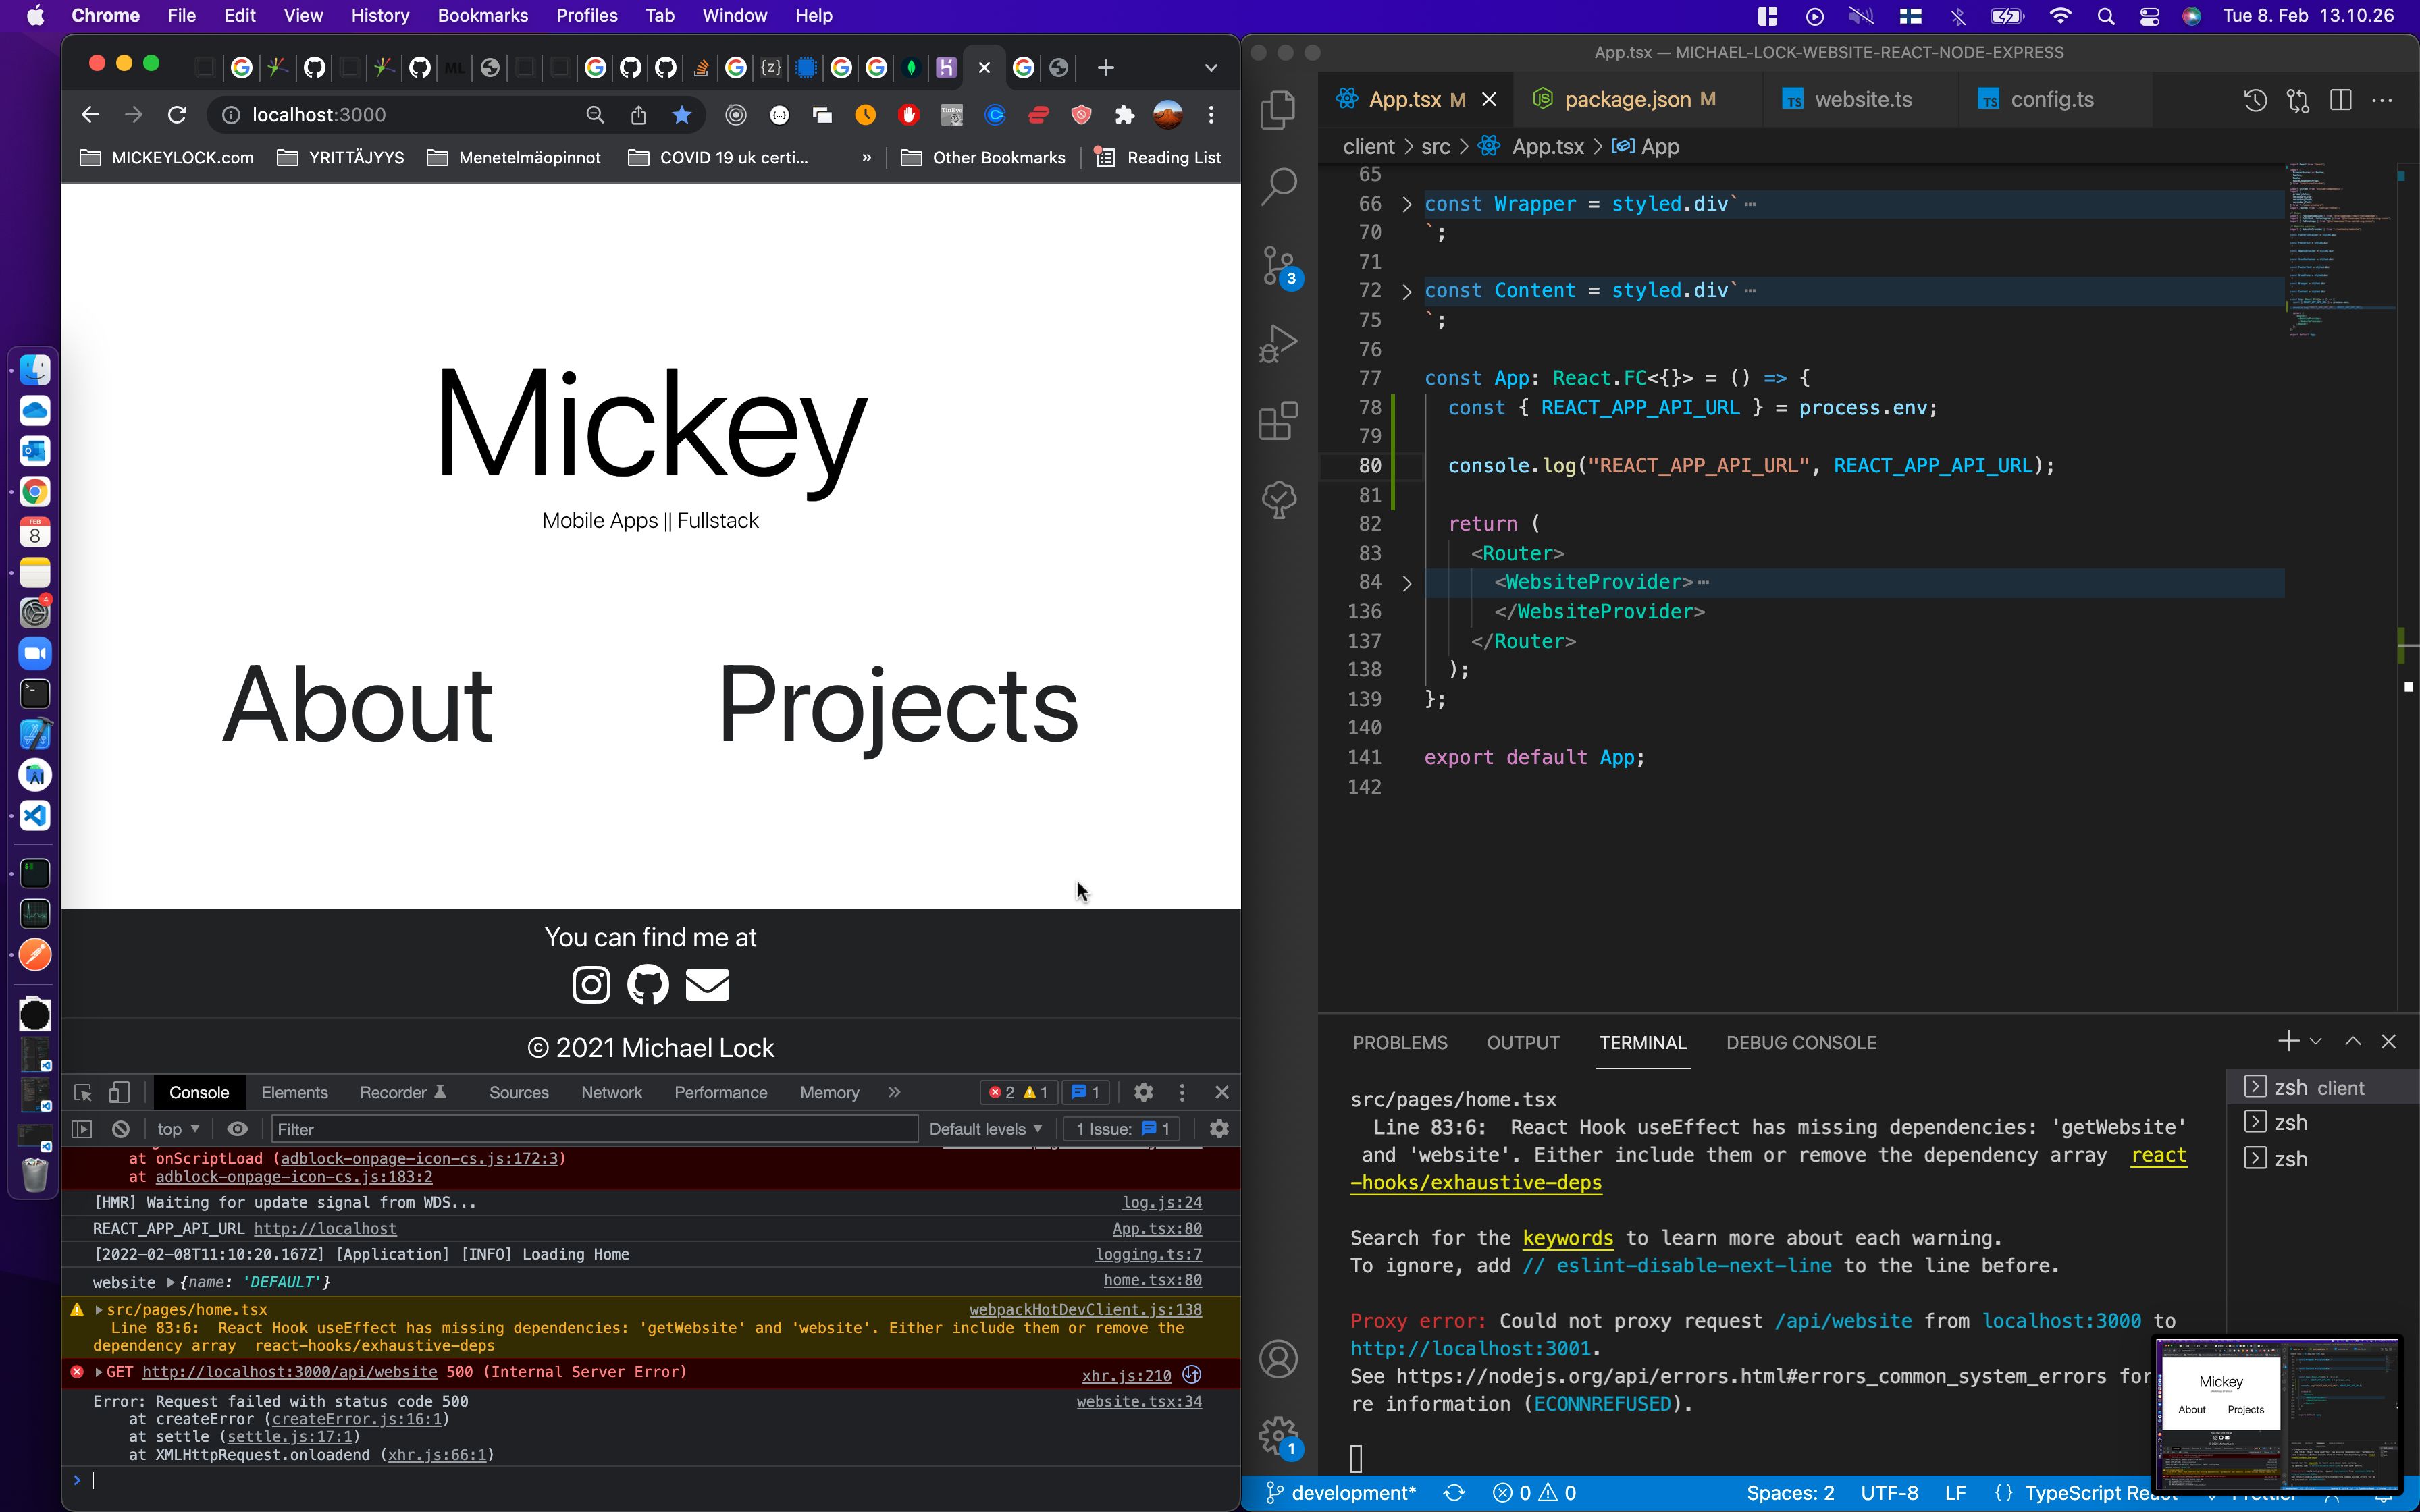 Chrome File Edit View History Bookmarks Profiles Tab Window Help
Tue 8. Feb 13.10.26
localhost:3000
MICKEYLOCK.com YRITTÄJYYS Menetelmäopinnot COVID 19 uk certi... » Other Bookmarks Reading List
Mickey
Mobile Apps || Fullstack
About Projects
You can find me at
© 2021 Michael Lock
Console Elements Recorder Sources Network Performance Memory » 2 1 1
top Filter Default levels 1 Issue: 1
at onScriptLoad (adblock-onpage-icon-cs.js:172:3)
at adblock-onpage-icon-cs.js:183:2
[HMR] Waiting for update signal from WDS... log.js:24
REACT_APP_API_URL http://localhost App.tsx:80
[2022-02-08T11:10:20.167Z] [Application] [INFO] Loading Home logging.ts:7
website {name: 'DEFAULT'} home.tsx:80
src/pages/home.tsx webpackHotDevClient.js:138
Line 83:6: React Hook useEffect has missing dependencies: 'getWebsite' and 'website'. Either include them or remove the
dependency array react-hooks/exhaustive-deps
GET http://localhost:3000/api/website 500 (Internal Server Error) xhr.js:210
Error: Request failed with status code 500 website.tsx:34
at createError (createError.js:16:1)
at settle (settle.js:17:1)
at XMLHttpRequest.onloadend (xhr.js:66:1)
>
App.tsx — MICHAEL-LOCK-WEBSITE-REACT-NODE-EXPRESS
App.tsx M package.json M website.ts config.ts
client > src > App.tsx > App
65
66 const Wrapper = styled.div`
70 `;
71
72 const Content = styled.div`
75 `;
76
77 const App: React.FC<{}> = () => {
78 const { REACT_APP_API_URL } = process.env;
79
80 console.log("REACT_APP_API_URL", REACT_APP_API_URL);
81
82 return (
83 <Router>
84 <WebsiteProvider>
136 </WebsiteProvider>
137 </Router>
138 );
139 };
140
141 export default App;
142
3
PROBLEMS OUTPUT TERMINAL DEBUG CONSOLE
src/pages/home.tsx
Line 83:6: React Hook useEffect has missing dependencies: 'getWebsite'
and 'website'. Either include them or remove the dependency array react
-hooks/exhaustive-deps
Search for the keywords to learn more about each warning.
To ignore, add // eslint-disable-next-line to the line before.
Proxy error: Could not proxy request /api/website from localhost:3000 to
http://localhost:3001.
See https://nodejs.org/api/errors.html#errors_common_system_errors for
re information (ECONNREFUSED).
zsh client
zsh
zsh
1
development* 0 0 Spaces: 2 UTF-8 LF {} TypeScript React
FEB
8
4
Mickey
About Projects